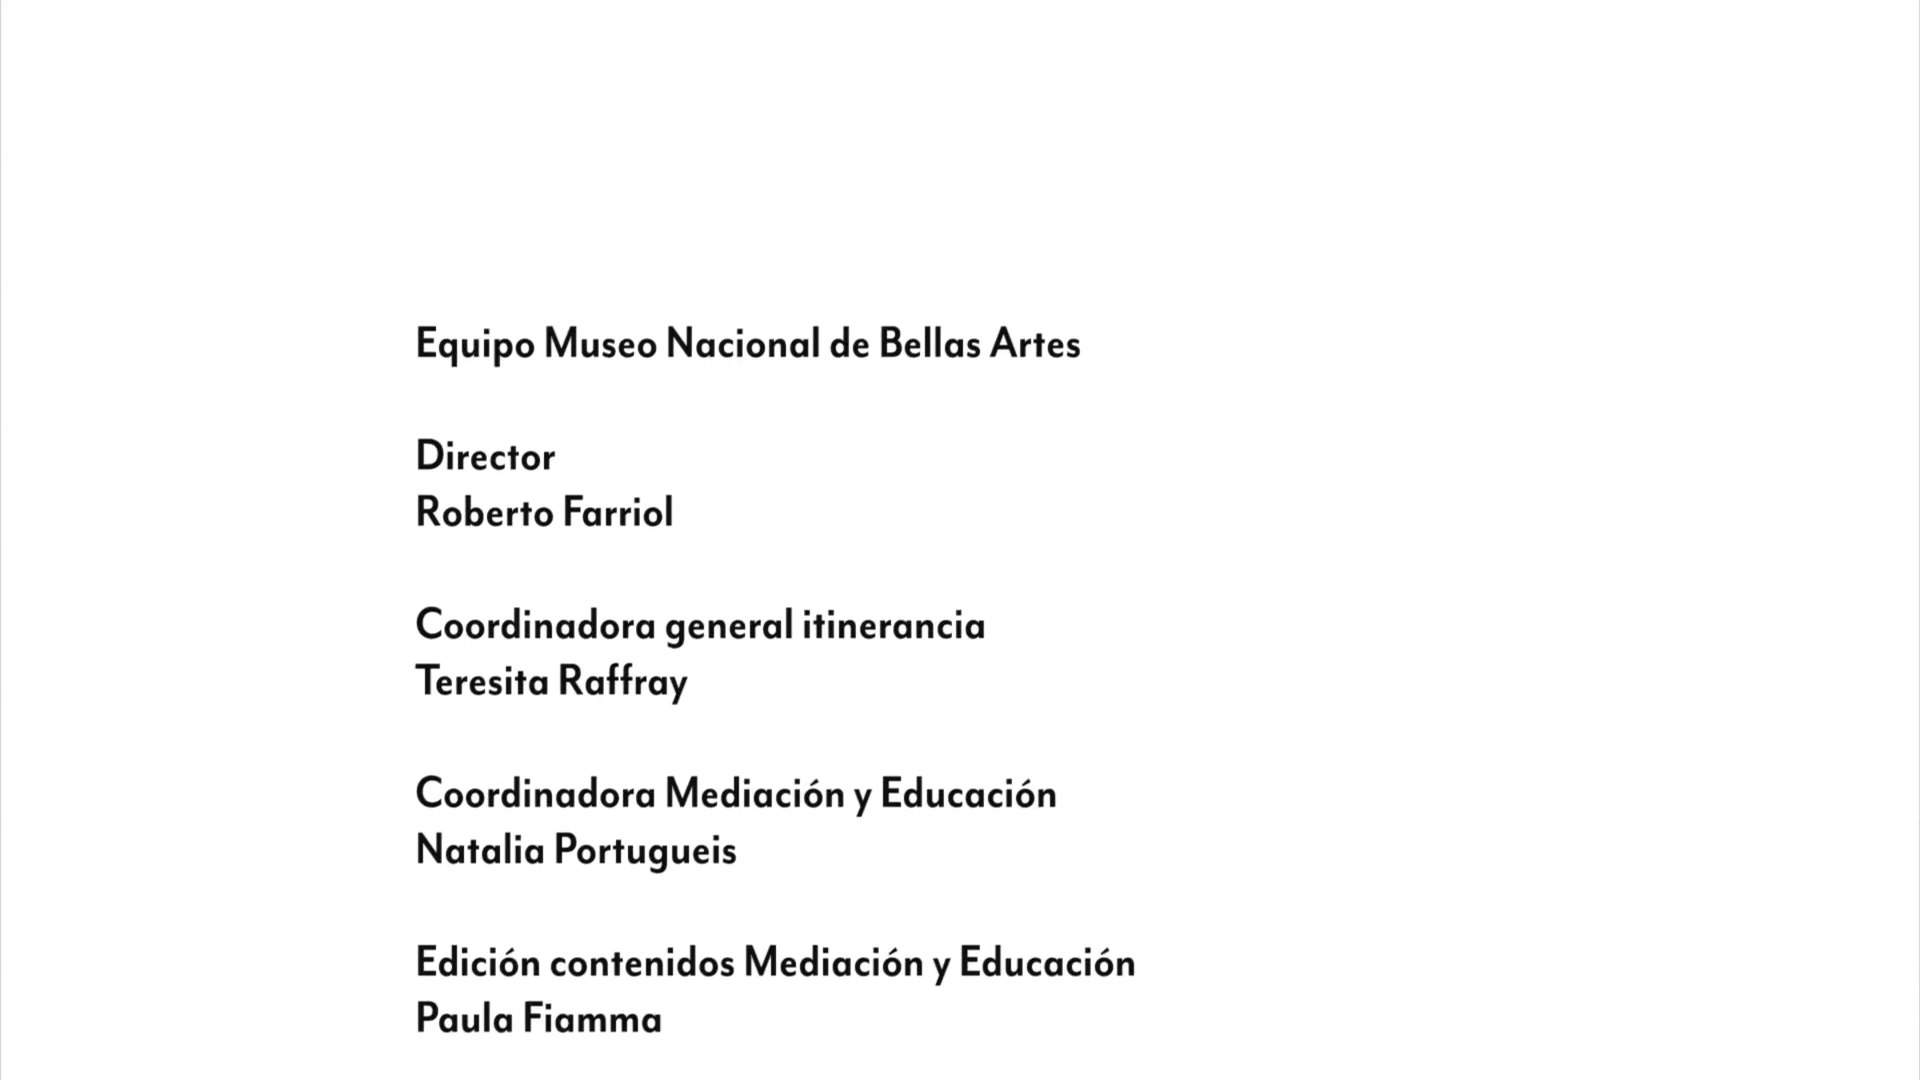 Equipo Museo Nacional de Bellas Artes
Director
Roberto Farriol
Coordinadora general itinerancia
Teresita Raffray
Coordinadora Mediación y Educación
Natalia Portugueis
Edición contenidos Mediación y Educación
Paula Fiamma